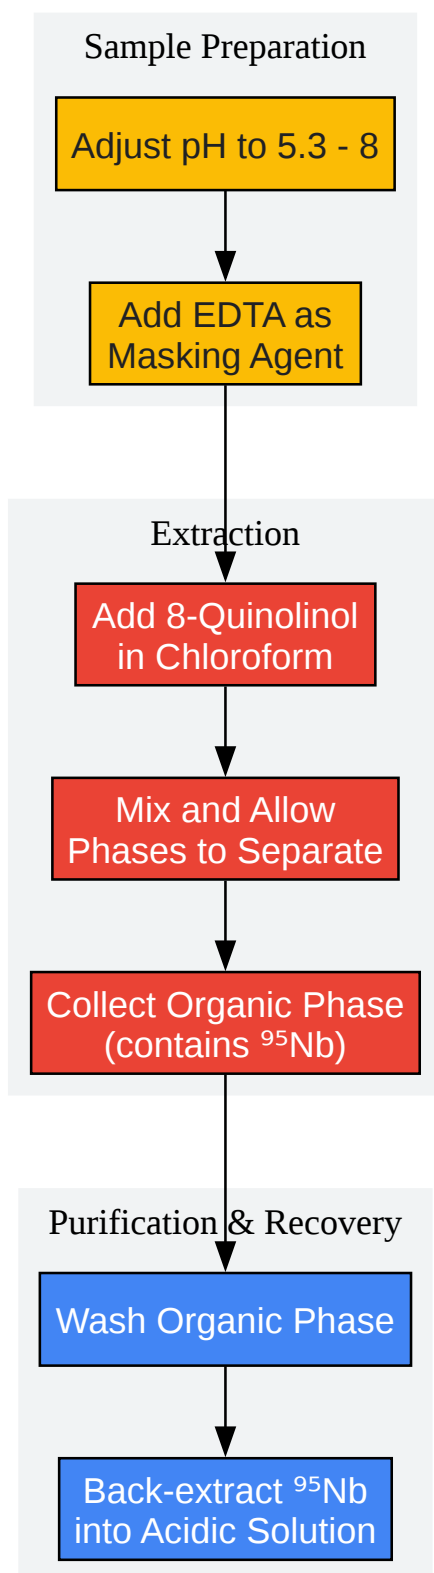 Sample Preparation
Adjust pH to 5.3 - 8
Add EDTA as
Masking Agent
Extraction
Add 8-Quinolinol
in Chloroform
Mix and Allow
Phases to Separate
Collect Organic Phase
(contains ⁹⁵Nb)
Purification & Recovery
Wash Organic Phase
Back-extract ⁹⁵Nb
into Acidic Solution